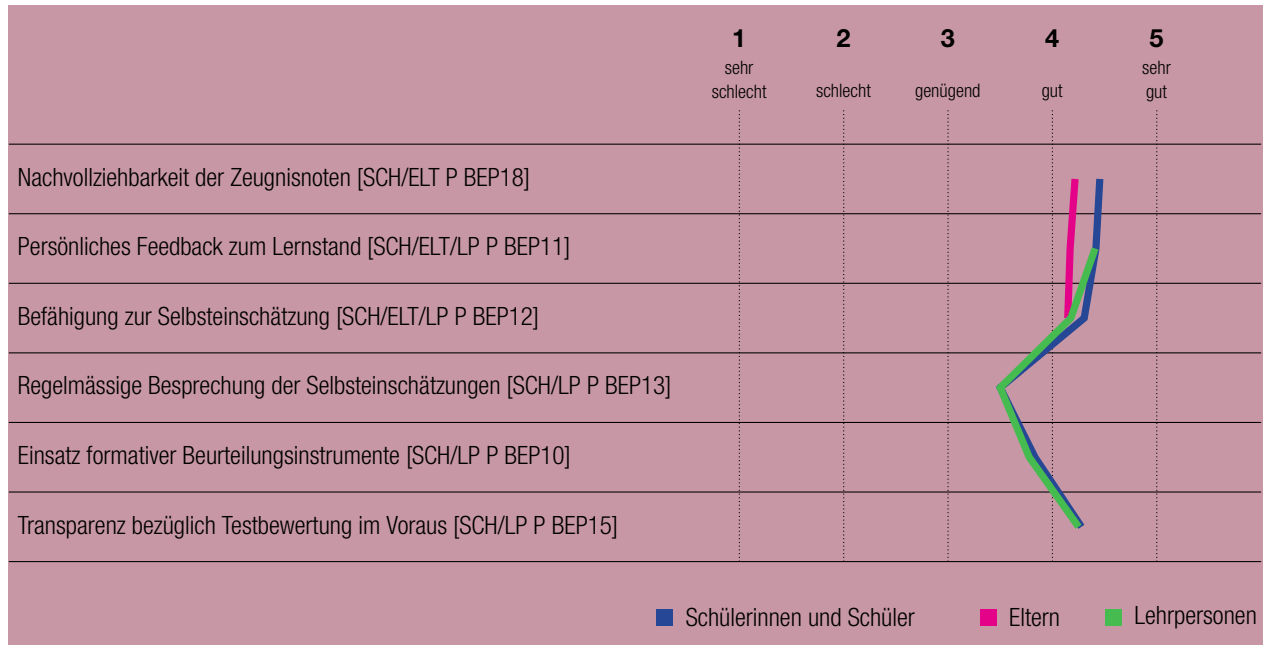 1 2 3 4 5
sehr schlecht schlecht genügend gut sehr gut
Nachvollziehbarkeit der Zeugnisnoten [SCH/ELT P BEP18]
Persönliches Feedback zum Lernstand [SCH/ELT/LP P BEP11]
Befähigung zur Selbsteinschätzung [SCH/ELT/LP P BEP12]
Regelmässige Besprechung der Selbsteinschätzungen [SCH/LP P BEP13]
Einsatz formativer Beurteilungsinstrumente [SCH/LP P BEP10]
Transparenz bezüglich Testbewertung im Voraus [SCH/LP P BEP15]
Schülerinnen und Schüler Eltern Lehrpersonen